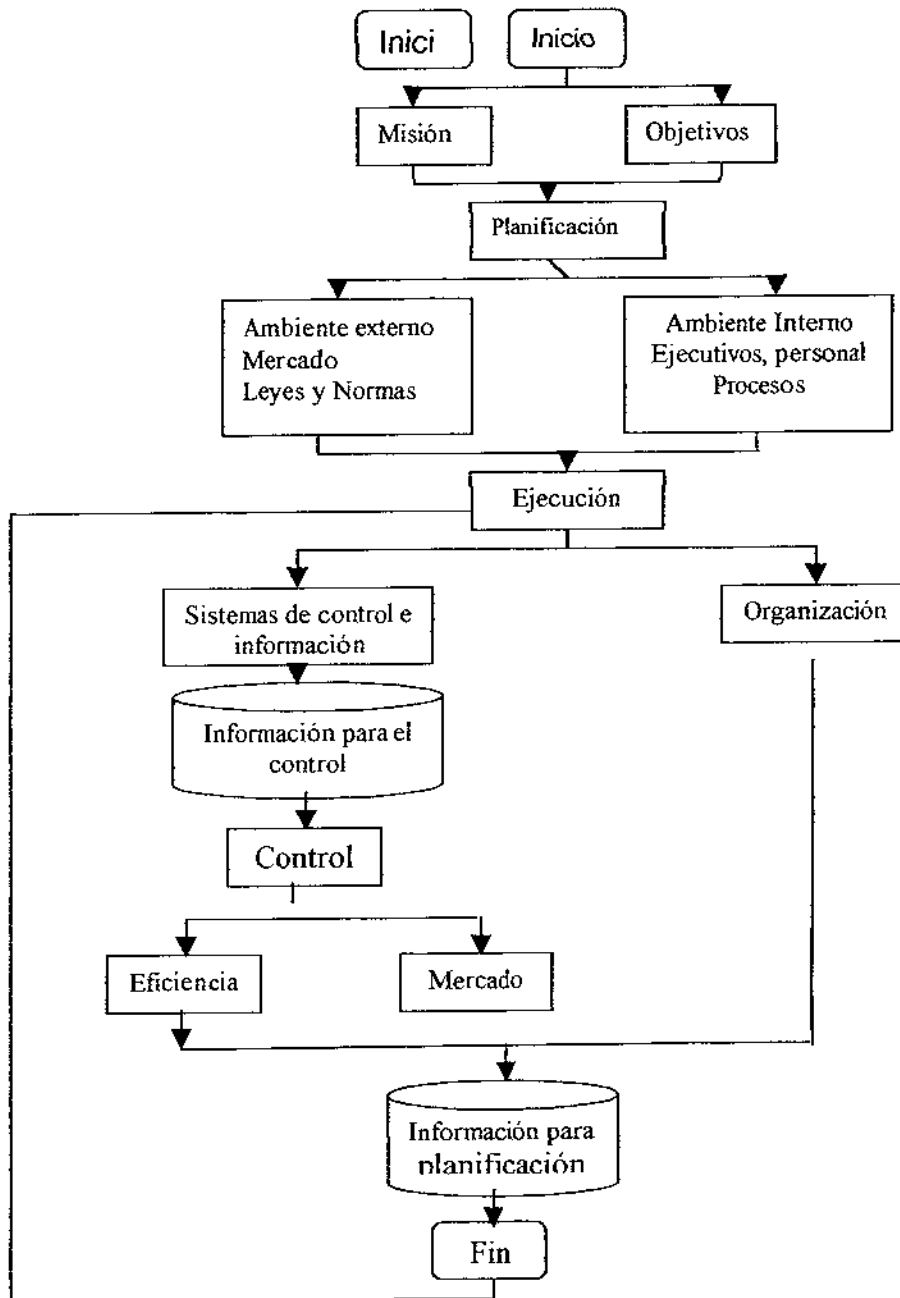 Inici
Inicio
Misión
Objetivos
Planificación
Ambiente externo
Mercado
Leyes y Normas
Ambiente Interno
Ejecutivos, personal
Procesos
Ejecución
Sistemas de control e
información
Organización
Información para el
control
Control
Eficiencia
Mercado
Información para
planificación
Fin